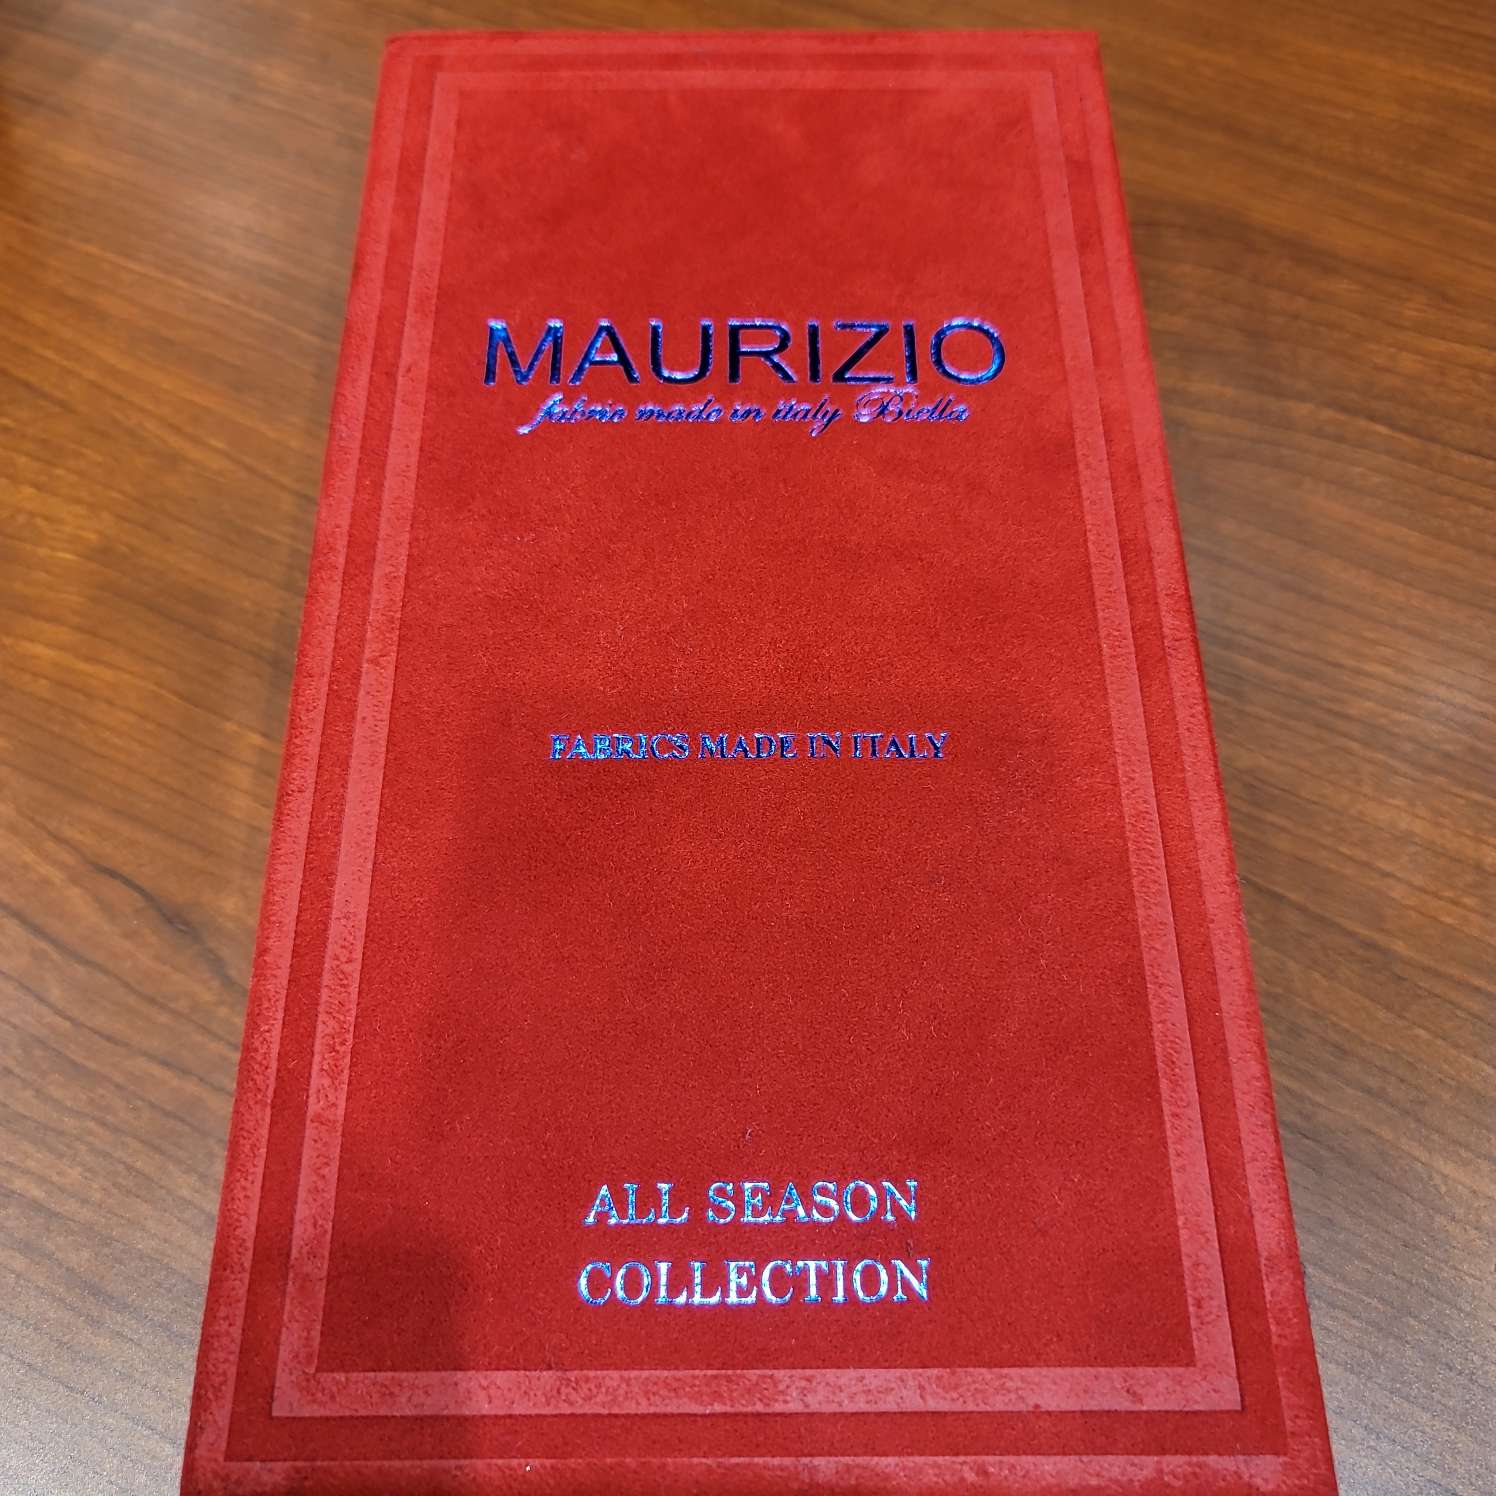 MAURIZIO
fabric made in italy Biella
FABRICS MADE IN ITALY
ALL SEASON
COLLECTION